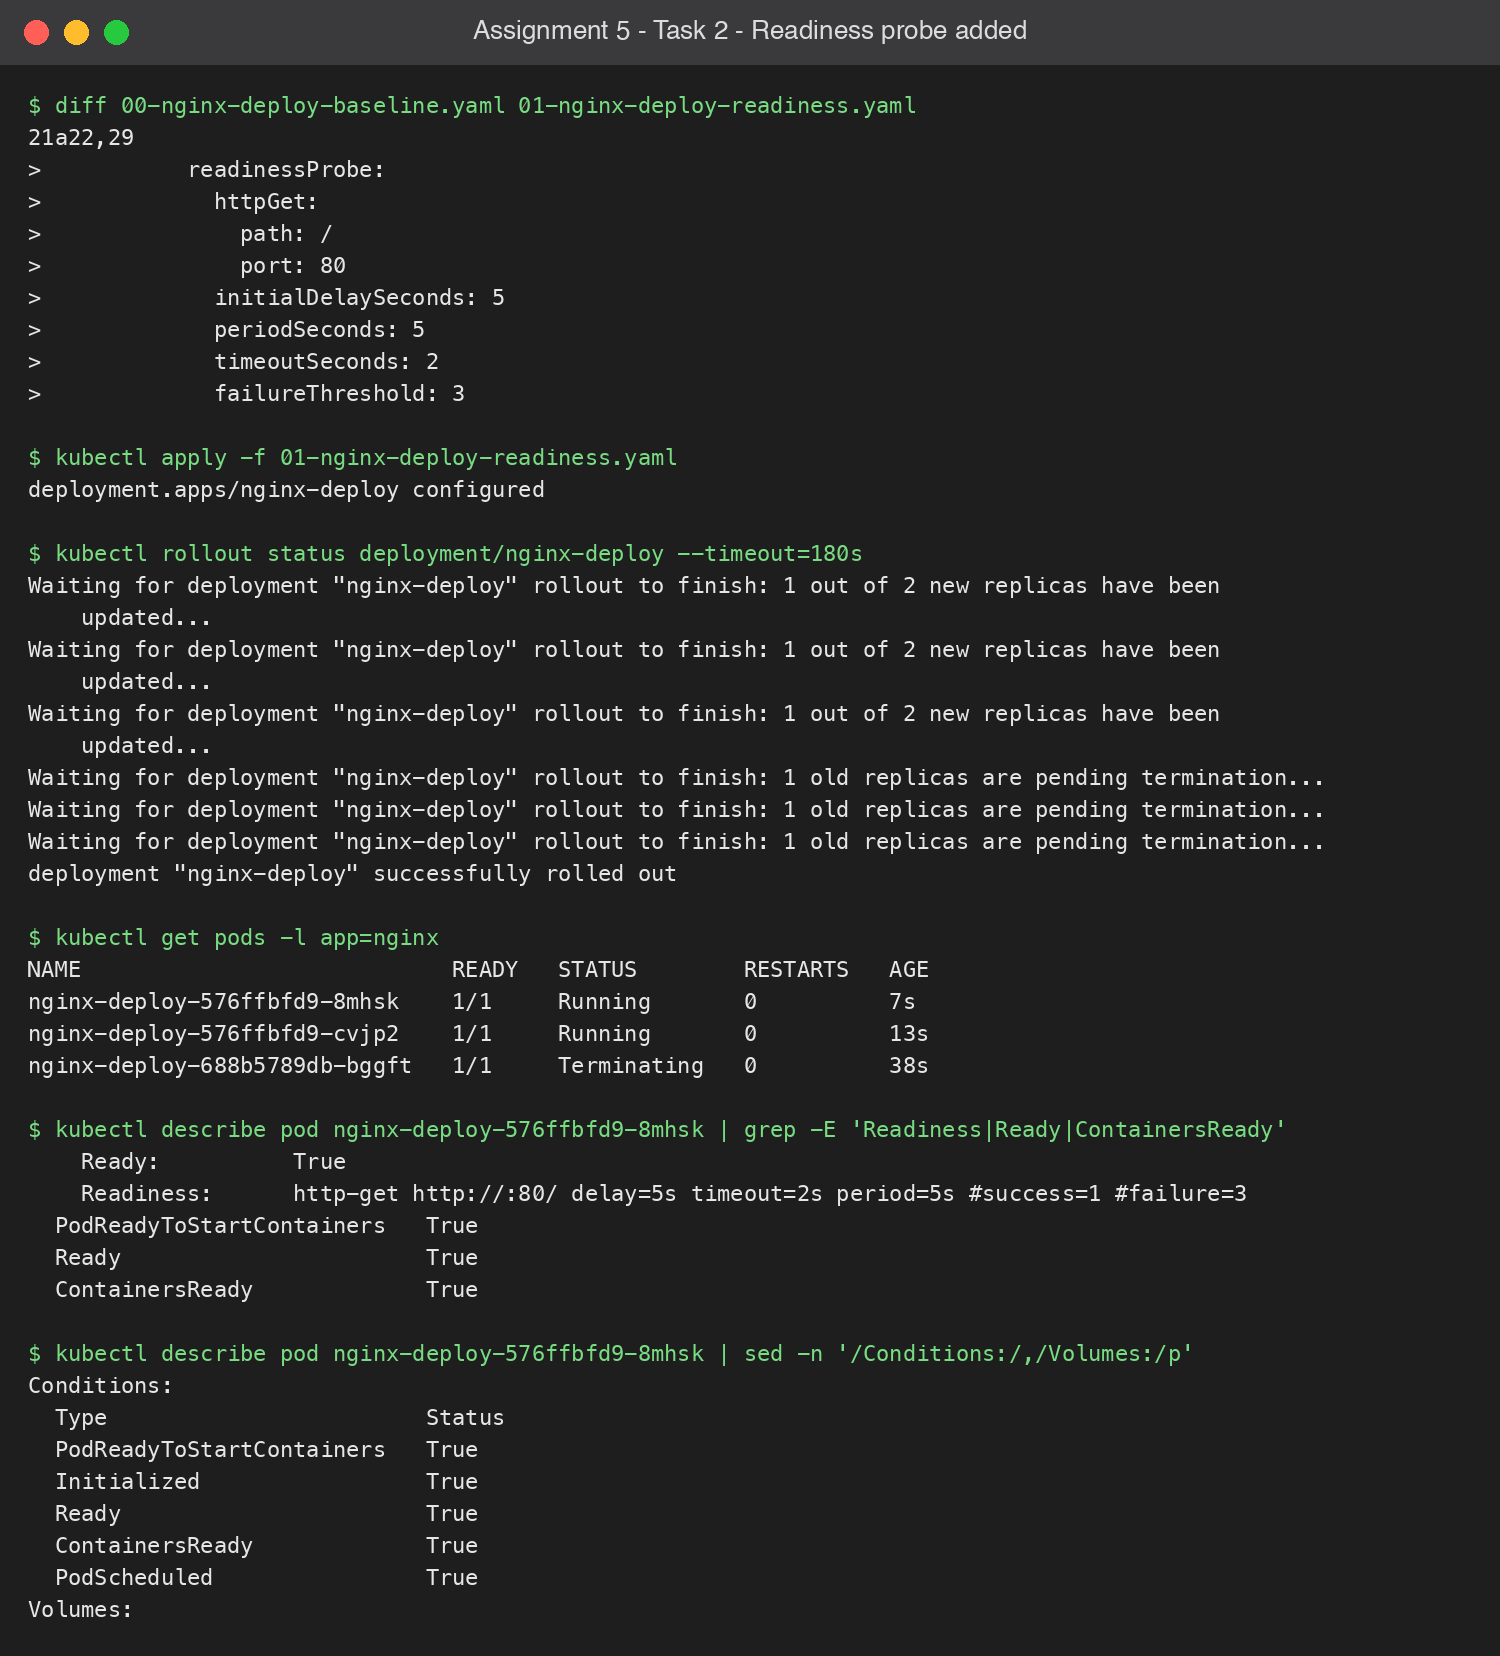 Assignment 5 - Task 2 - Readiness probe added
$ diff 00-nginx-deploy-baseline.yaml 01-nginx-deploy-readiness.yaml
21a22,29
>           readinessProbe:
>             httpGet:
>               path: /
>               port: 80
>             initialDelaySeconds: 5
>             periodSeconds: 5
>             timeoutSeconds: 2
>             failureThreshold: 3
$ kubectl apply -f 01-nginx-deploy-readiness.yaml
deployment.apps/nginx-deploy configured
$ kubectl rollout status deployment/nginx-deploy --timeout=180s
Waiting for deployment "nginx-deploy" rollout to finish: 1 out of 2 new replicas have been
    updated...
Waiting for deployment "nginx-deploy" rollout to finish: 1 out of 2 new replicas have been
    updated...
Waiting for deployment "nginx-deploy" rollout to finish: 1 out of 2 new replicas have been
    updated...
Waiting for deployment "nginx-deploy" rollout to finish: 1 old replicas are pending termination...
Waiting for deployment "nginx-deploy" rollout to finish: 1 old replicas are pending termination...
Waiting for deployment "nginx-deploy" rollout to finish: 1 old replicas are pending termination...
deployment "nginx-deploy" successfully rolled out
$ kubectl get pods -l app=nginx
NAME                            READY   STATUS        RESTARTS   AGE
nginx-deploy-576ffbfd9-8mhsk    1/1     Running       0          7s
nginx-deploy-576ffbfd9-cvjp2    1/1     Running       0          13s
nginx-deploy-688b5789db-bggft   1/1     Terminating   0          38s
$ kubectl describe pod nginx-deploy-576ffbfd9-8mhsk | grep -E 'Readiness|Ready|ContainersReady'
    Ready:          True
    Readiness:      http-get http://:80/ delay=5s timeout=2s period=5s #success=1 #failure=3
  PodReadyToStartContainers   True
  Ready                       True
  ContainersReady             True
$ kubectl describe pod nginx-deploy-576ffbfd9-8mhsk | sed -n '/Conditions:/,/Volumes:/p'
Conditions:
  Type                        Status
  PodReadyToStartContainers   True
  Initialized                 True
  Ready                       True
  ContainersReady             True
  PodScheduled                True
Volumes: